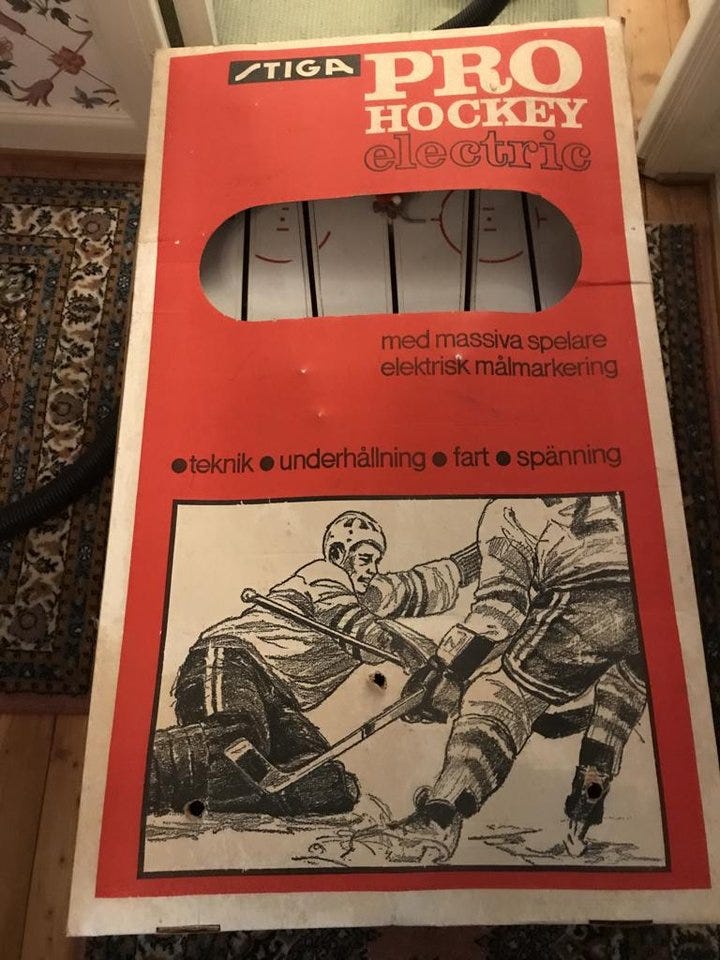 STIGA
PRO
HOCKEY
electric
med massiva spelare
elektrisk målmarkering
● teknik ● underhållning ● fart ● spänning